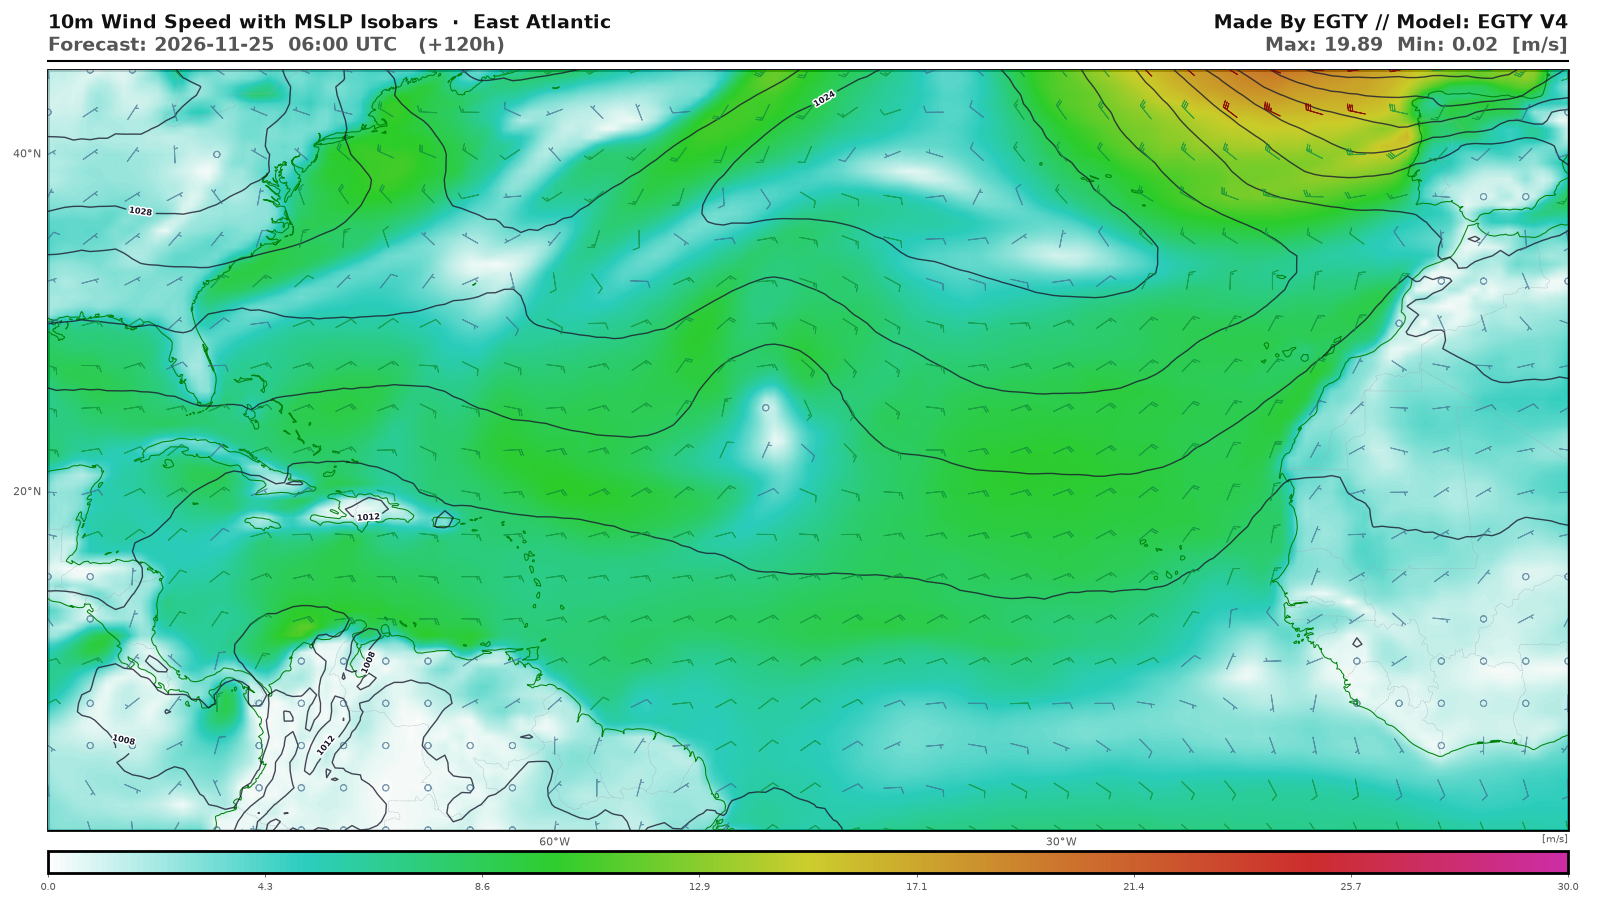 10m Wind Speed with MSLP Isobars · East Atlantic
Made By EGTY // Model: EGTY V4
Forecast: 2026-11-25 06:00 UTC (+120h)
Max: 19.89 Min: 0.02 [m/s]
1024
40°N
1028
20°N
1012
1008
1008
1012
60°W
30°W
[m/s]
0.0
4.3
8.6
12.9
17.1
21.4
25.7
30.0